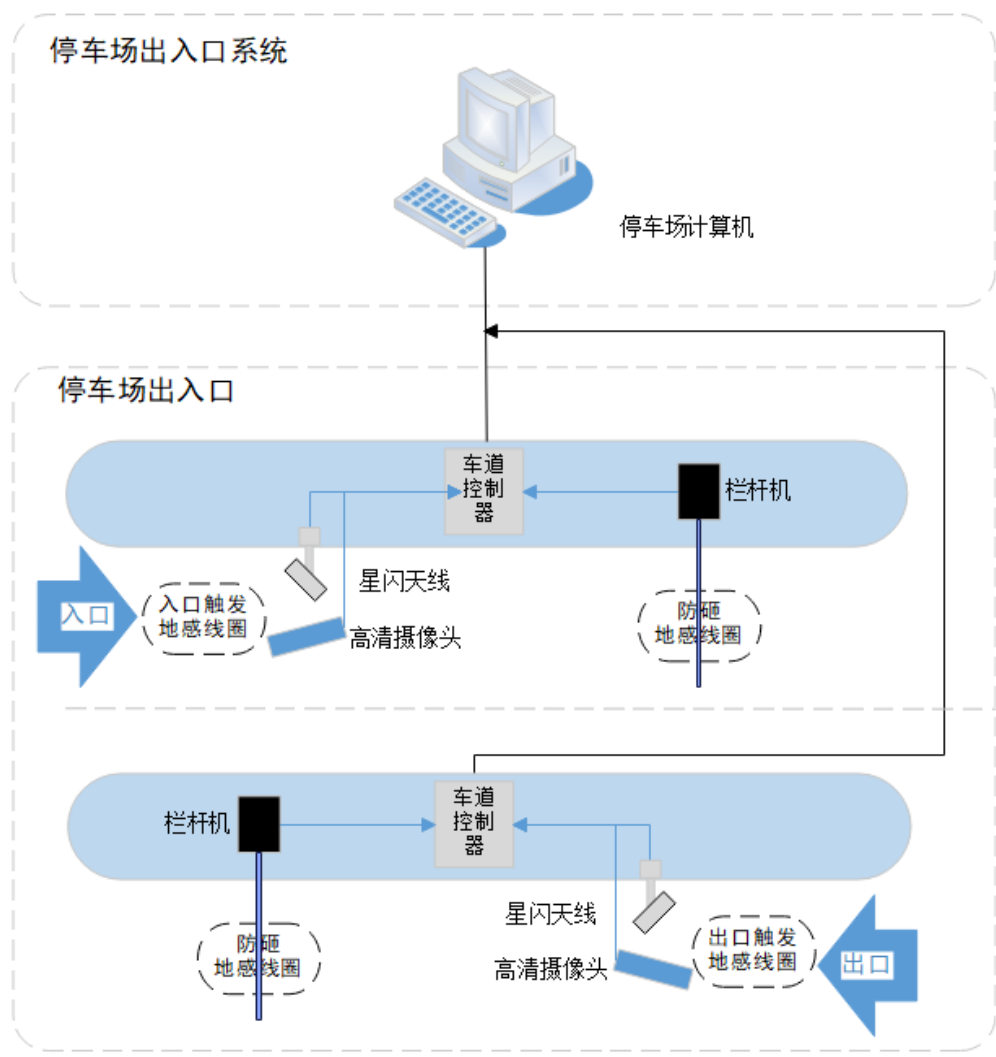 停车场出入口系统
停车场计算机
停车场出入口
车道
控制
器
栏杆机
星闪天线
入口
入口触发
地感线圈
高清摄像头
防砸
地感线圈
车道
控制
器
栏杆机
星闪天线
防砸
地感线圈
高清摄像头
出口触发
地感线圈
出口